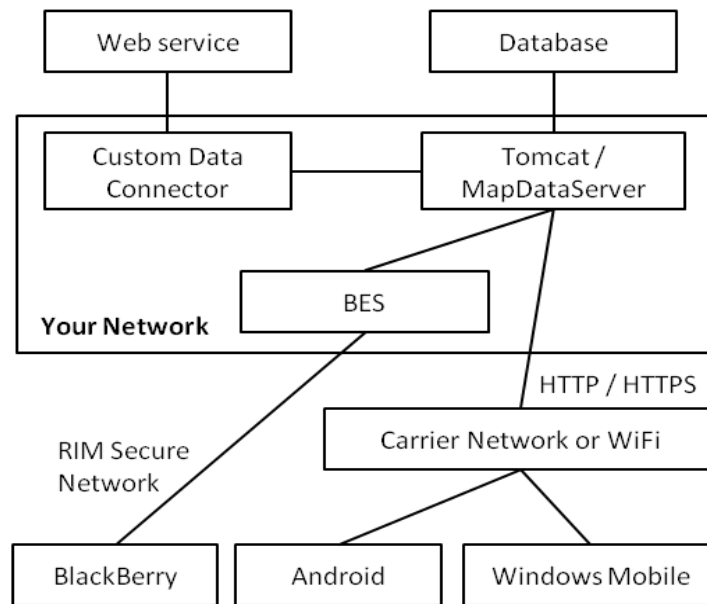 Web service
Database
Custom Data
Connector
Tomcat /
MapDataServer
BES
Your Network
HTTP / HTTPS
Carrier Network or WiFi
RIM Secure
Network
BlackBerry
Android
Windows Mobile